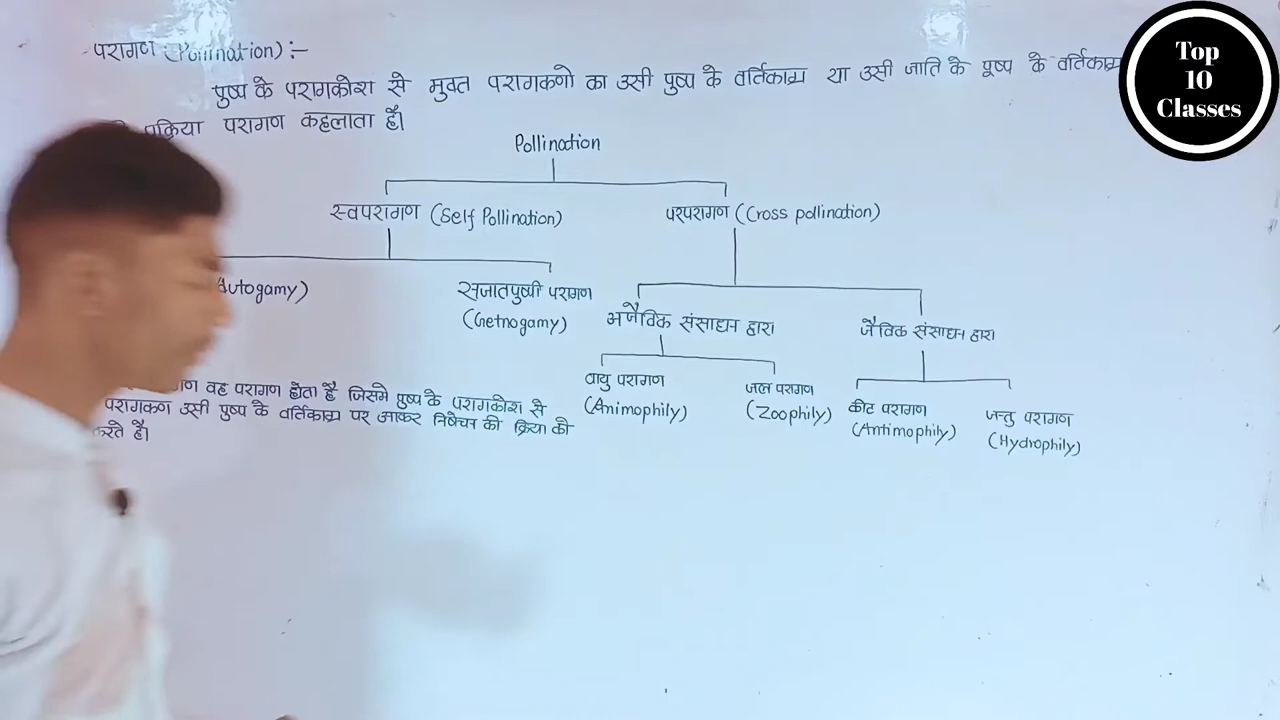 परागण (Pollination) :-
पुष्प के परागकोश से मुक्त परागकणो का उसी पुष्प के वर्तिकाग्र या उसी जाति के पुष्प के वर्तिकाग्र
प्रक्रिया परागण कहलाता है।
Pollination
स्वपरागण (Self Pollination)
परपरागण (Cross pollination)
Autogamy)
सजातपुष्पी परागण
(Getnogamy)
अजैविक संसाधन द्वारा
जैविक संसाधन द्वारा
वायु परागण
(Animophily)
जल परागण
(Zoophily)
कीट परागण
(Antimophily)
जन्तु परागण
(Hydrophily)
वह परागण होता है जिसमे पुष्प के परागकोश से
परागकण उसी पुष्प के वर्तिकाग्र पर आकर निषेचन की क्रिया को
करते है।
Top
10
Classes